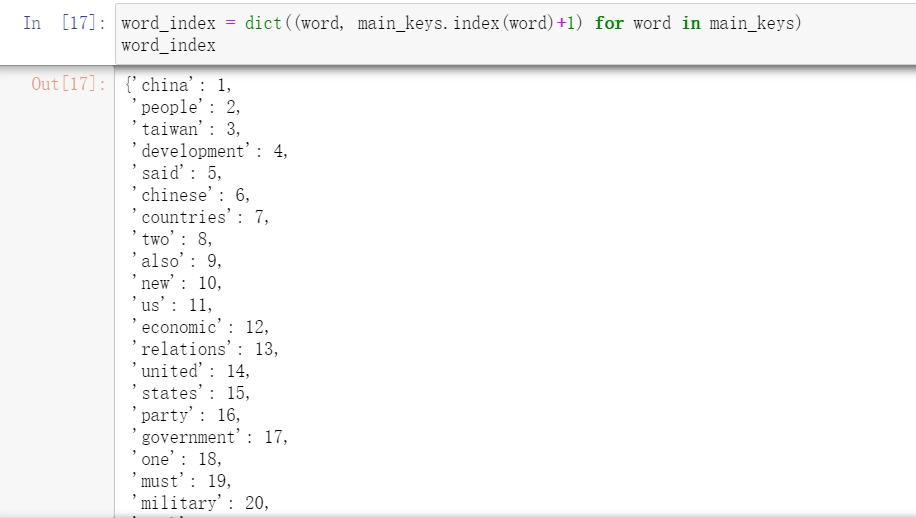 In [17]: word_index = dict((word, main_keys.index(word)+1) for word in main_keys)
word_index
Out[17]: {'china': 1,
'people': 2,
'taiwan': 3,
'development': 4,
'said': 5,
'chinese': 6,
'countries': 7,
'two': 8,
'also': 9,
'new': 10,
'us': 11,
'economic': 12,
'relations': 13,
'united': 14,
'states': 15,
'party': 16,
'government': 17,
'one': 18,
'must': 19,
'military': 20,